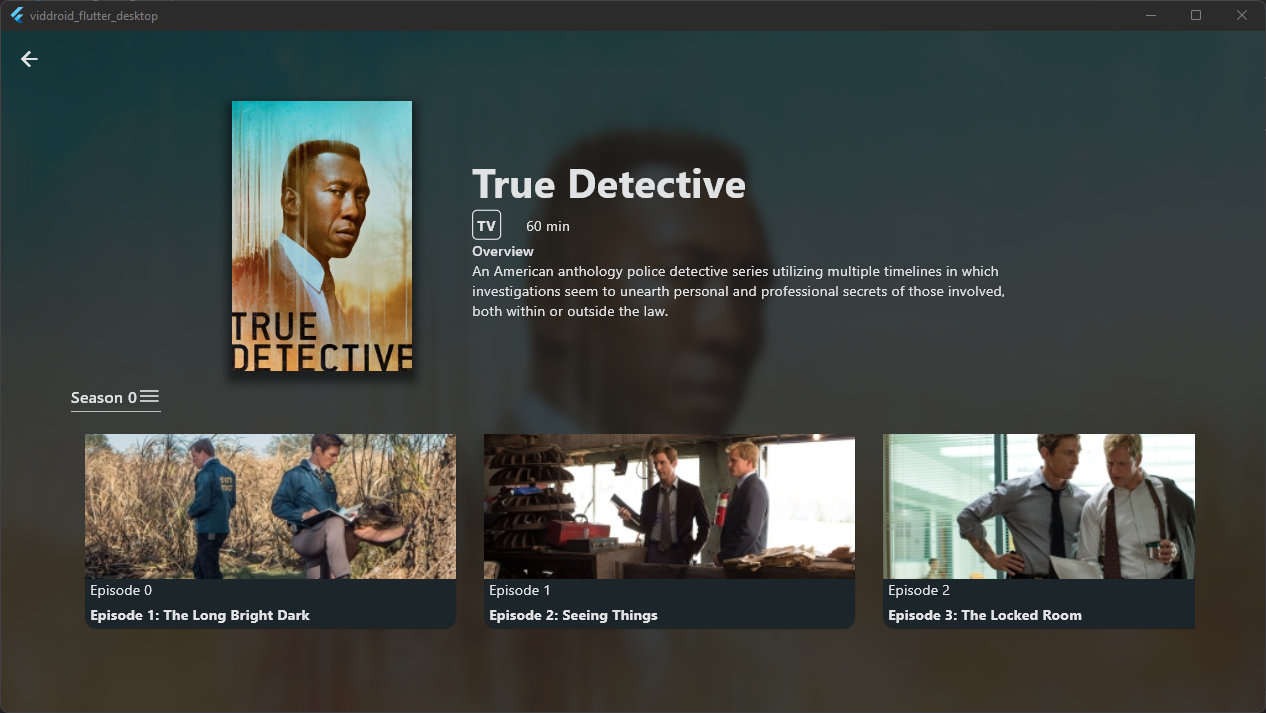 viddroid_flutter_desktop
TRUE
DETECTIVE
True Detective
TV 60 min
Overview
An American anthology police detective series utilizing multiple timelines in which
investigations seem to unearth personal and professional secrets of those involved,
both within or outside the law.
Season 0
Episode 0
Episode 1: The Long Bright Dark
Episode 1
Episode 2: Seeing Things
Episode 2
Episode 3: The Locked Room